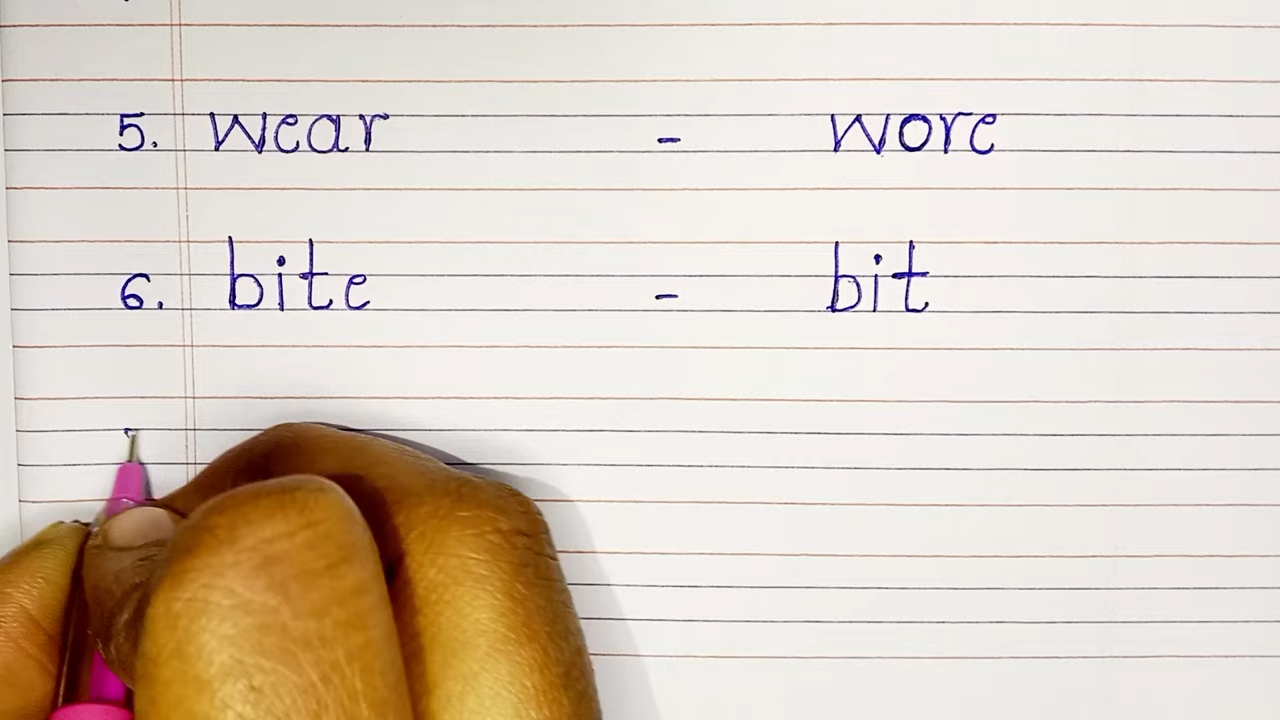 5. wear - wore
6. bite - bit